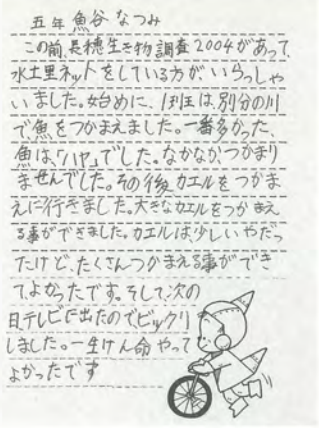 五年 魚谷 なつみ
この前、長穂生き物調査2004があって、
水土里ネットをしている方が、いらっしゃ
いました。始めに、1班は、別分の川
で魚をつかまえました。一番多かった、
魚は、「ハヤ」でした。なかなか、つかまり
ませんでした。その後、カエルをつかま
えに行きました。大きなカエルをつかまえ
る事ができました。カエルは、少しいやだっ
たけど、たくさんつかまえる事ができ
てよかったです。そして、次の
日、テレビに出たのでビックリ
しました。一生けん命やって
よかったです